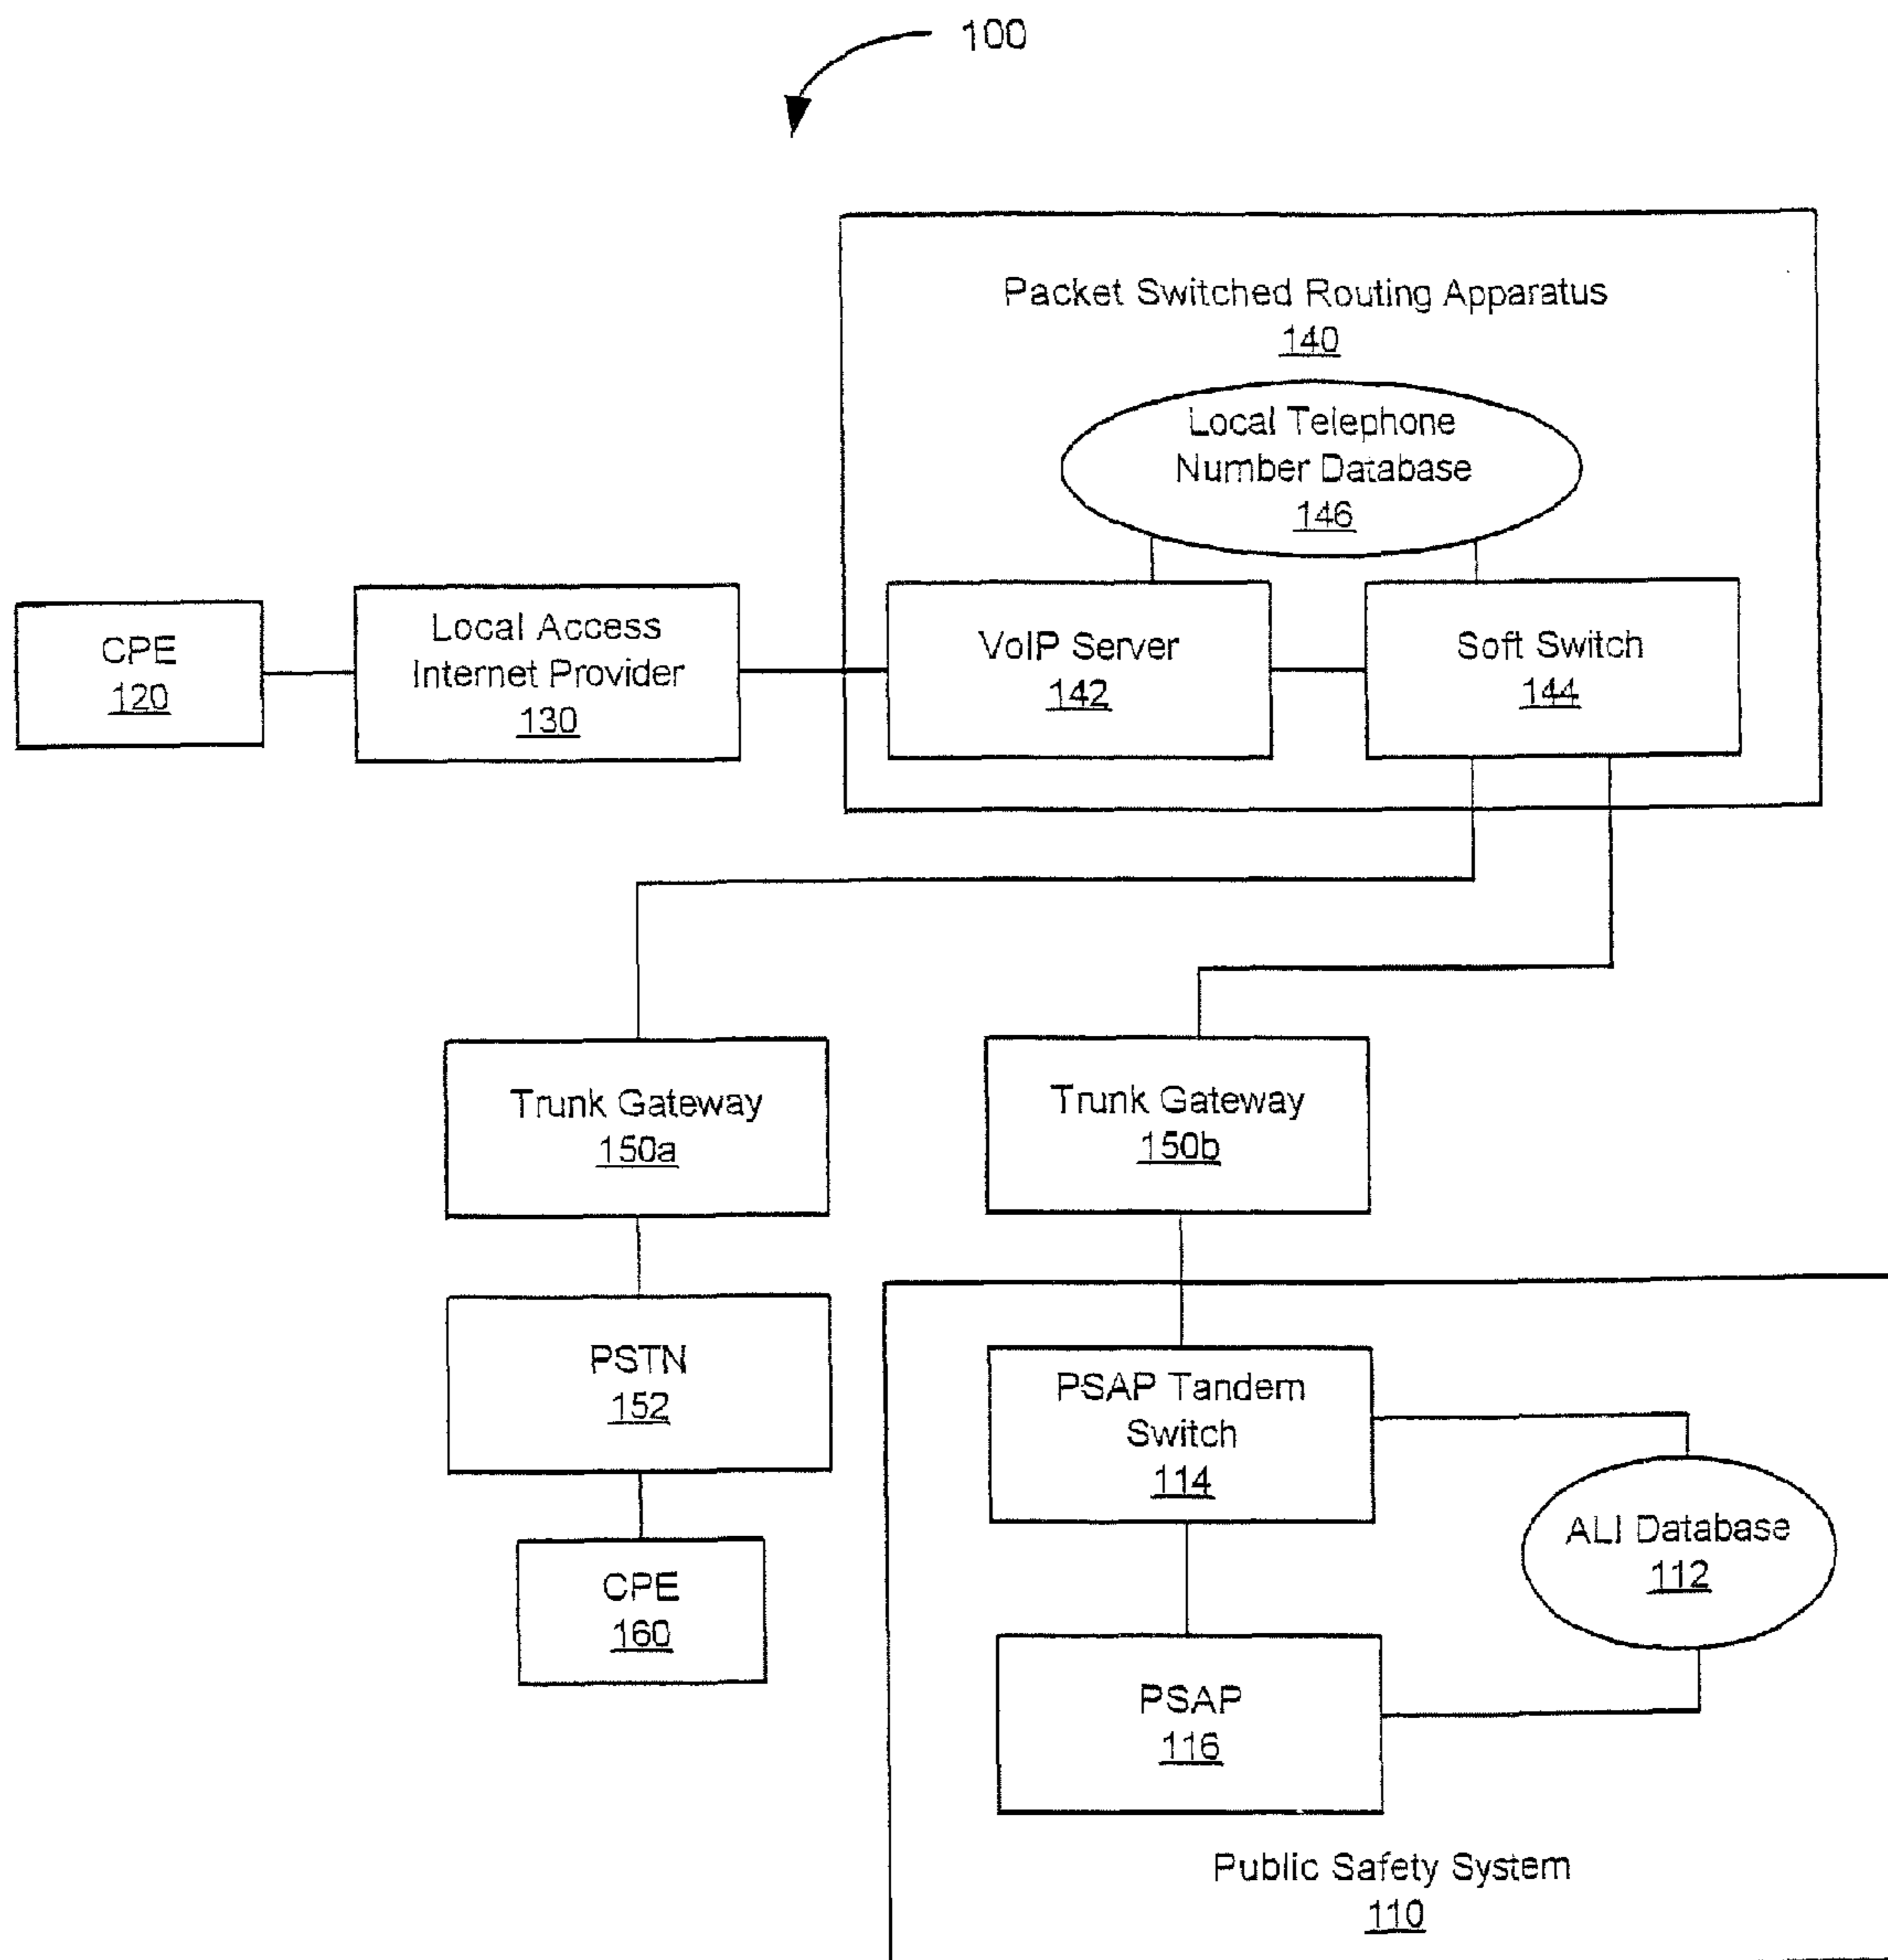 100
Packet Switched Routing Apparatus
140
Local Telephone
Number Database
146
CPE
120
Local Access
Internet Provider
130
VoIP Server
142
Soft Switch
144
Trunk Gateway
150a
Trunk Gateway
150b
PSTN
152
CPE
160
PSAP Tandem
Switch
114
ALI Database
112
PSAP
116
Public Safety System
110